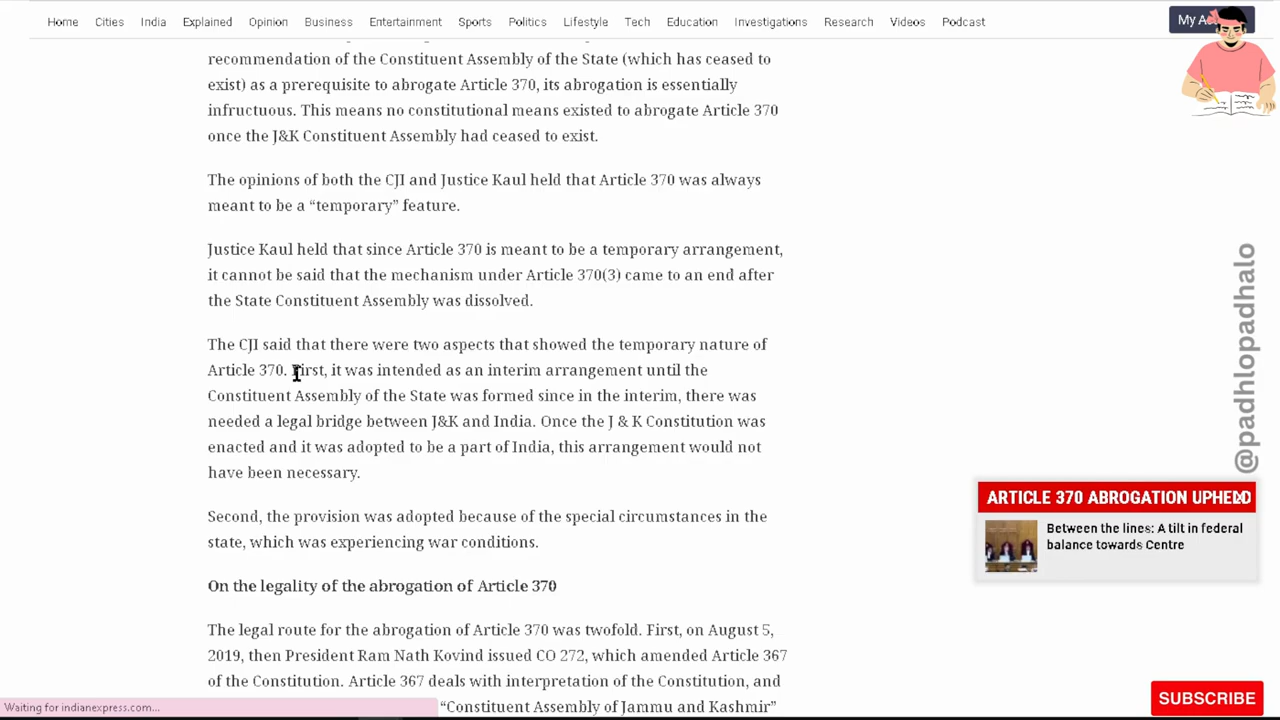 Home Cities India Explained Opinion Business Entertainment Sports Politics Lifestyle Tech Education Investigations Research Videos Podcast
My
recommendation of the Constituent Assembly of the State (which has ceased to
exist) as a prerequisite to abrogate Article 370, its abrogation is essentially
infructuous. This means no constitutional route existed to abrogate Article 370
once the J&K Constituent Assembly had ceased to exist.
The opinions of both the CJI and Justice Kaul held that Article 370 was always
meant to be a “temporary” feature.
Justice Kaul held that since Article 370 is meant to be a temporary arrangement,
it cannot be said that the mechanism under Article 370(3) came to an end after
the State Constituent Assembly was dissolved.
The CJI said that there were two aspects that showed the temporary nature of
Article 370. First, it was intended as an interim arrangement until the
Constituent Assembly of the State was formed since in the interim, there was
needed a legal bridge between J&K and India. Once the J & K Constitution was
enacted and it was adopted to be a part of India, this arrangement would not
have been necessary.
Second, the provision was adopted because of the special circumstances in the
state, which was experiencing war conditions.
On the legality of the abrogation of Article 370
The legal route for the abrogation of Article 370 was twofold. First, on August 5,
2019, then President Ram Nath Kovind issued CO 272, which amended Article 367
of the Constitution. Article 367 deals with interpretation of the Constitution, and
“Constituent Assembly of Jammu and Kashmir”
Waiting for indianexpress.com...
@padhlopadhalo
ARTICLE 370 ABROGATION UPHELD
Between the lines: A tilt in federal
balance towards Centre
SUBSCRIBE